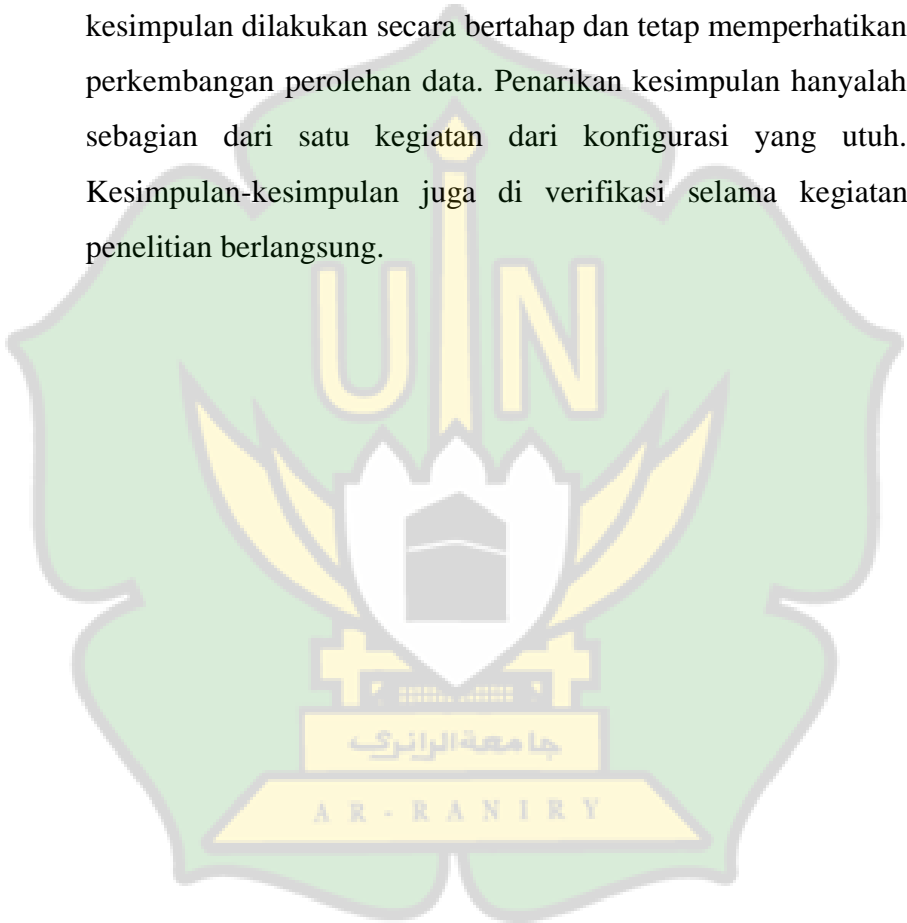 kesimpulan dilakukan secara bertahap dan tetap memperhatikan
perkembangan perolehan data. Penarikan kesimpulan hanyalah
sebagian dari satu kegiatan dari konfigurasi yang utuh.
Kesimpulan-kesimpulan juga di verifikasi selama kegiatan
penelitian berlangsung.
UIN
جامعة الرانري
AR-RANIRY